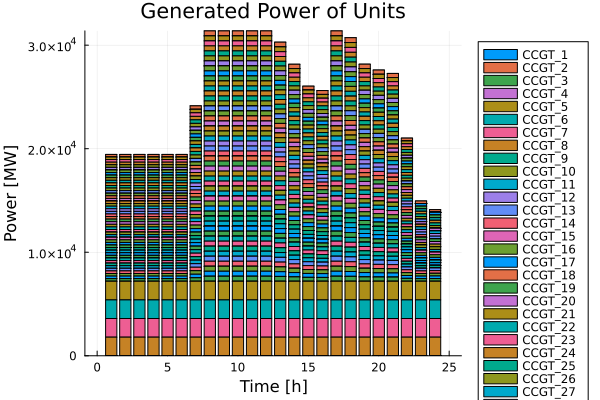 Generated Power of Units
3.0×10⁴
2.0×10⁴
1.0×10⁴
0
Power [MW]
0 5 10 15 20 25
Time [h]
CCGT_1
CCGT_2
CCGT_3
CCGT_4
CCGT_5
CCGT_6
CCGT_7
CCGT_8
CCGT_9
CCGT_10
CCGT_11
CCGT_12
CCGT_13
CCGT_14
CCGT_15
CCGT_16
CCGT_17
CCGT_18
CCGT_19
CCGT_20
CCGT_21
CCGT_22
CCGT_23
CCGT_24
CCGT_25
CCGT_26
CCGT_27